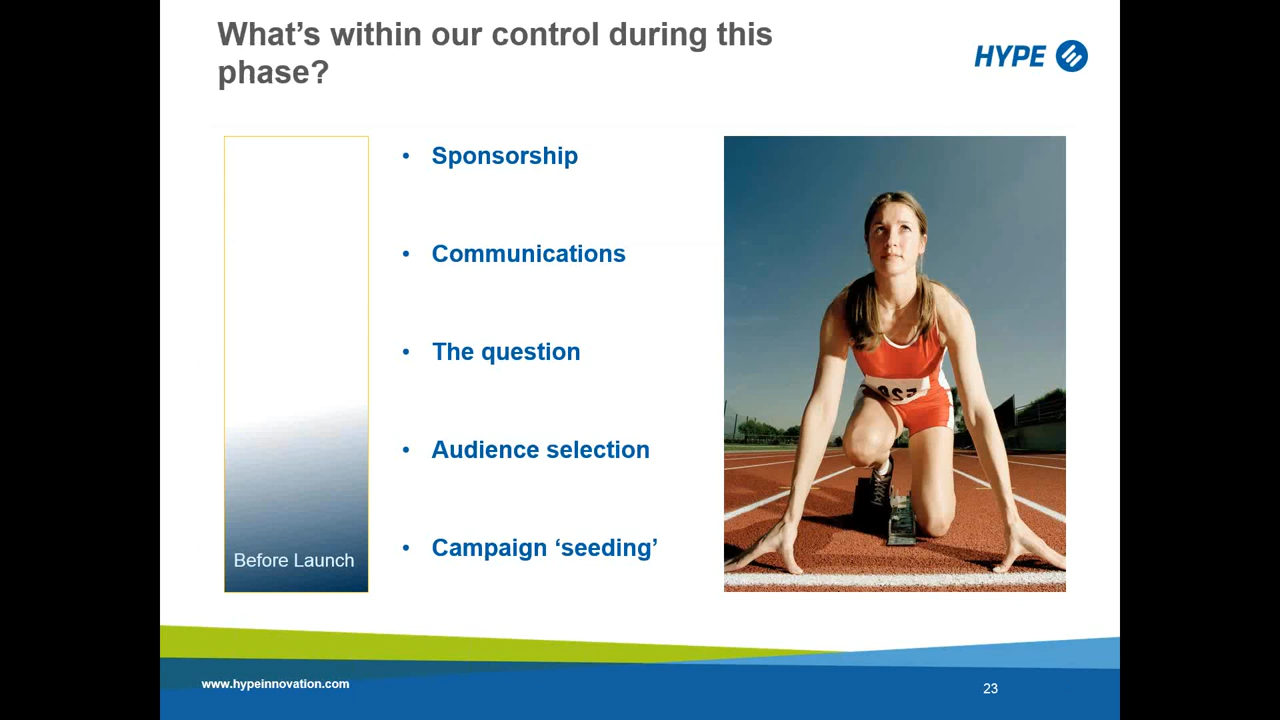 What’s within our control during this
phase?
HYPE
• Sponsorship
• Communications
• The question
• Audience selection
• Campaign ‘seeding’
Before Launch
www.hypeinnovation.com
23